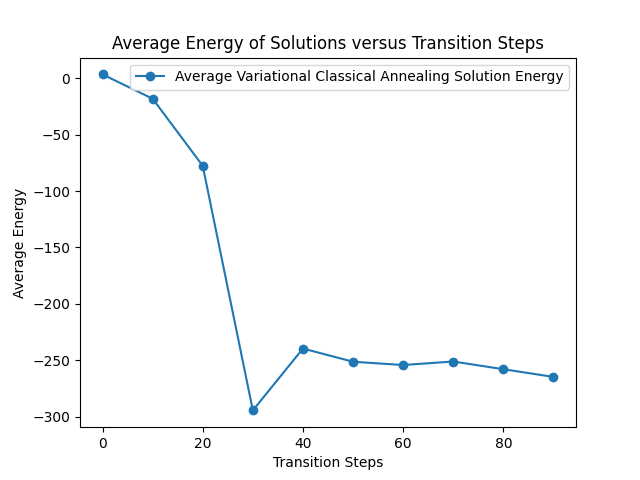 Average Energy of Solutions versus Transition Steps
Average Variational Classical Annealing Solution Energy
Average Energy
0
−50
−100
−150
−200
−250
−300
0 20 40 60 80
Transition Steps